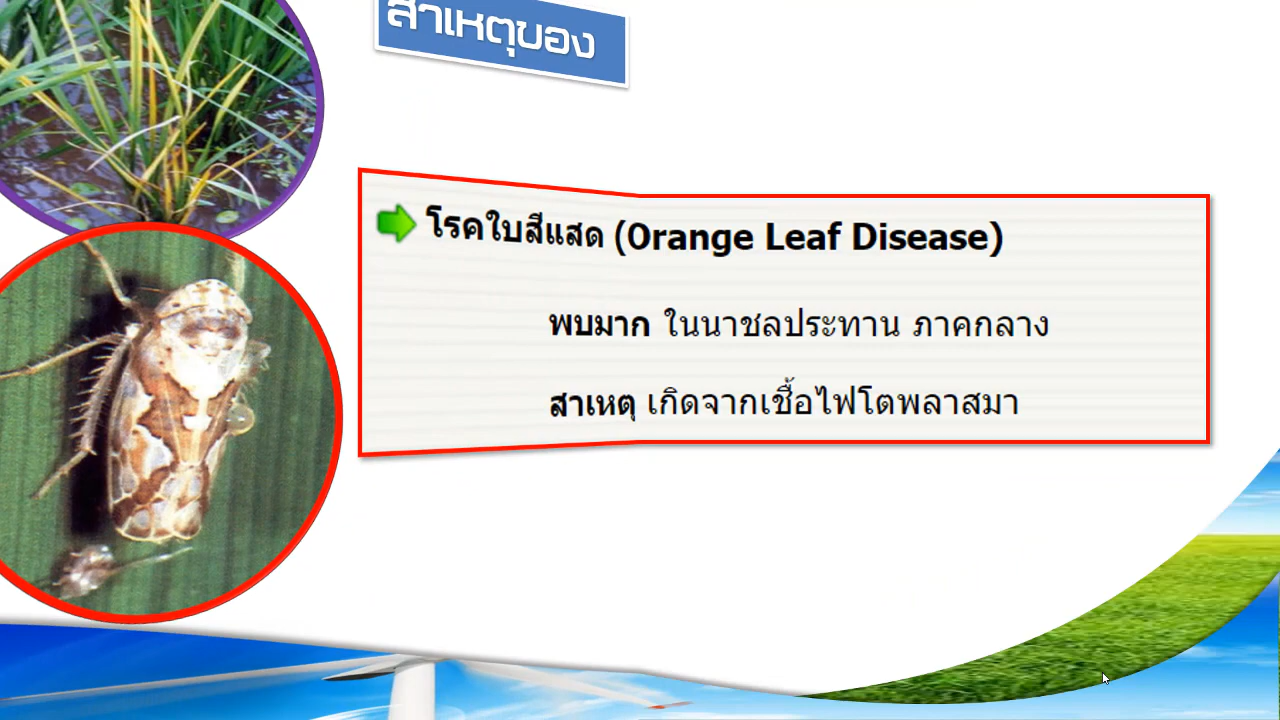 สาเหตุของ
โรคใบสีแสด (Orange Leaf Disease)
พบมาก ในนาชลประทาน ภาคกลาง
สาเหตุ เกิดจากเชื้อไฟโตพลาสมา